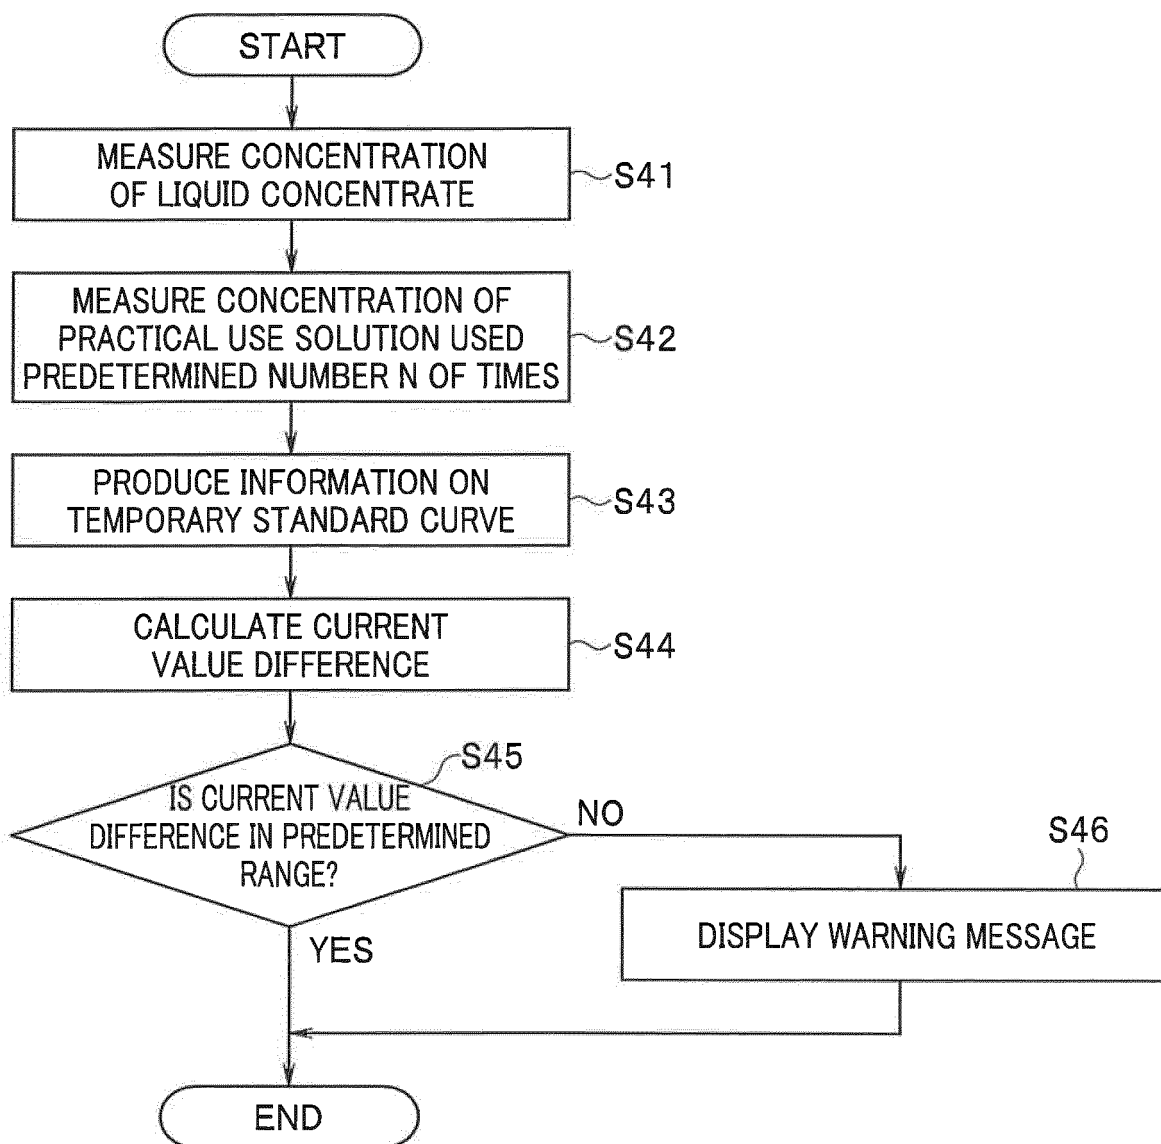 START
MEASURE CONCENTRATION
OF LIQUID CONCENTRATE
S41
MEASURE CONCENTRATION OF
PRACTICAL USE SOLUTION USED
PREDETERMINED NUMBER N OF TIMES
S42
PRODUCE INFORMATION ON
TEMPORARY STANDARD CURVE
S43
CALCULATE CURRENT
VALUE DIFFERENCE
S44
S45
IS CURRENT VALUE
DIFFERENCE IN PREDETERMINED
RANGE?
NO
YES
S46
DISPLAY WARNING MESSAGE
END